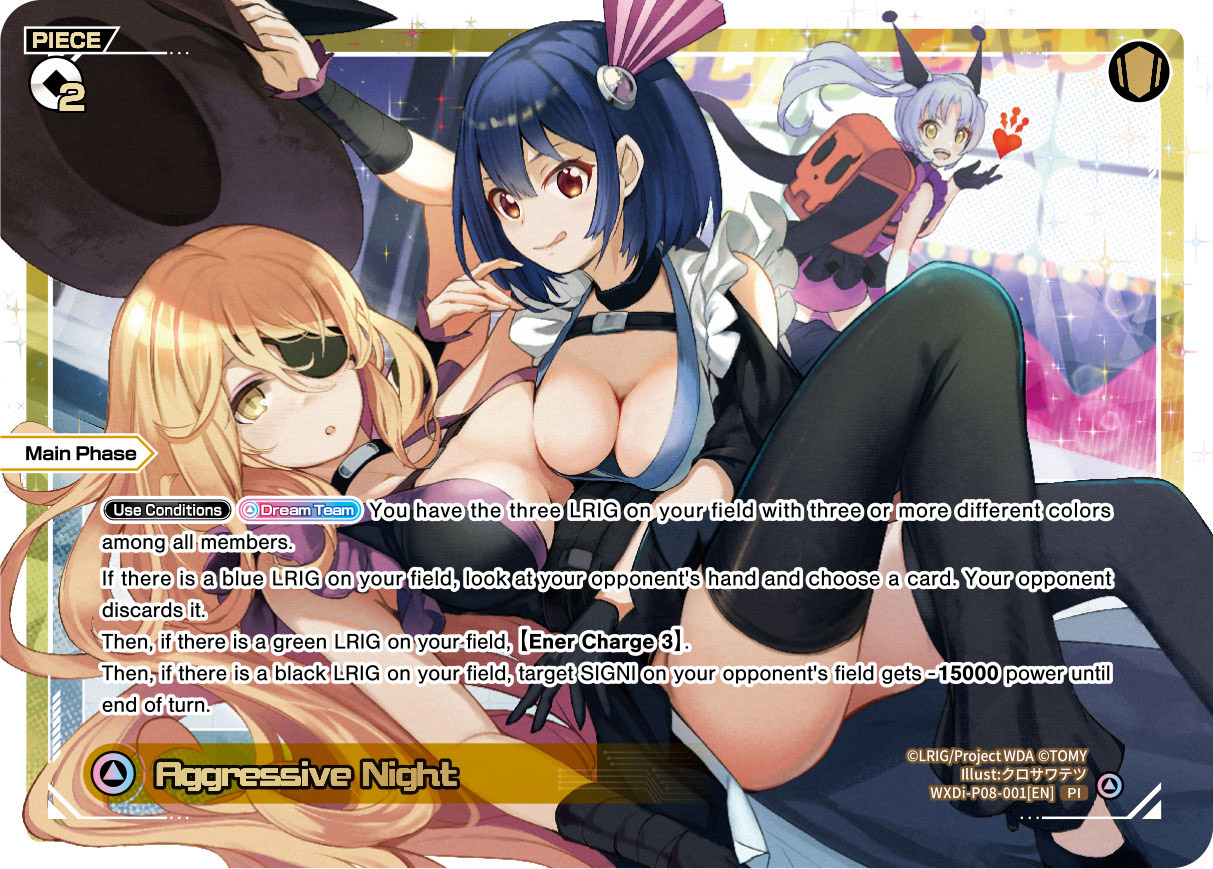 PIECE
2
Main Phase
Use Conditions Dream Team You have the three LRIG on your field with three or more different colors
among all members.
If there is a blue LRIG on your field, look at your opponent's hand and choose a card. Your opponent
discards it.
Then, if there is a green LRIG on your field, 【Ener Charge 3】.
Then, if there is a black LRIG on your field, target SIGNI on your opponent's field gets -15000 power until
end of turn.
Aggressive Night
©LRIG/Project WDA ©TOMY
Illust:クロサワテツ
WXDi-P08-001[EN] PI